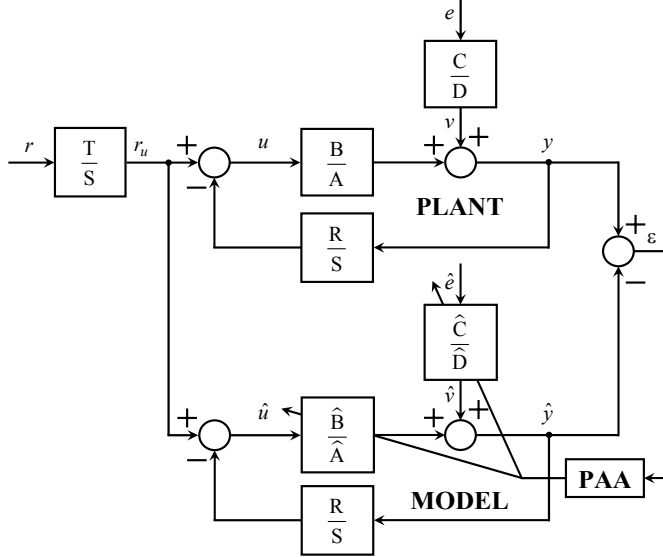 e
C
D
v
r
T
S
r_u
+
−
u
B
A
+
+
y
PLANT
R
S
+
−
ε
ê
Ĉ
D̂
v̂
+
−
û
B̂
Â
+
+
ŷ
PAA
MODEL
R
S